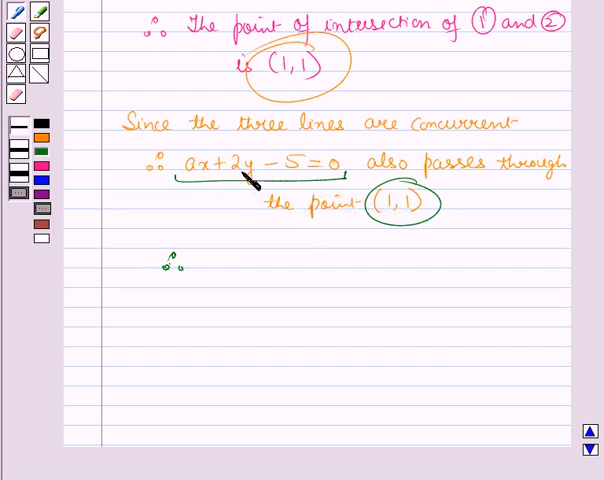 ∴ The point of intersection of ① and ②
is (1,1)
Since the three lines are concurrent
∴ ax+2y-5=0 also passes through
the point (1,1)
∴